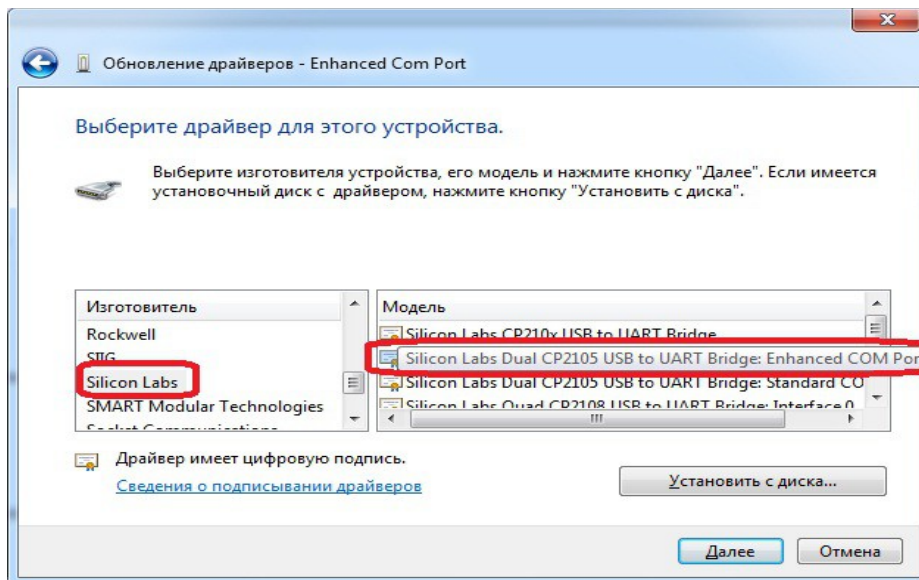 Обновление драйверов - Enhanced Com Port
Выберите драйвер для этого устройства.
Выберите изготовителя устройства, его модель и нажмите кнопку "Далее". Если имеется
установочный диск с драйвером, нажмите кнопку "Установить с диска".
Изготовитель
Rockwell
SIIG
Silicon Labs
SMART Modular Technologies
Socket Communications
Модель
Silicon Labs CP210x USB to UART Bridge
Silicon Labs Dual CP2105 USB to UART Bridge: Enhanced COM Por
Silicon Labs Dual CP2105 USB to UART Bridge: Standard CO
Silicon Labs Quad CP2108 USB to UART Bridge: Interface 0
Драйвер имеет цифровую подпись.
Сведения о подписывании драйверов
Установить с диска...
Далее
Отмена